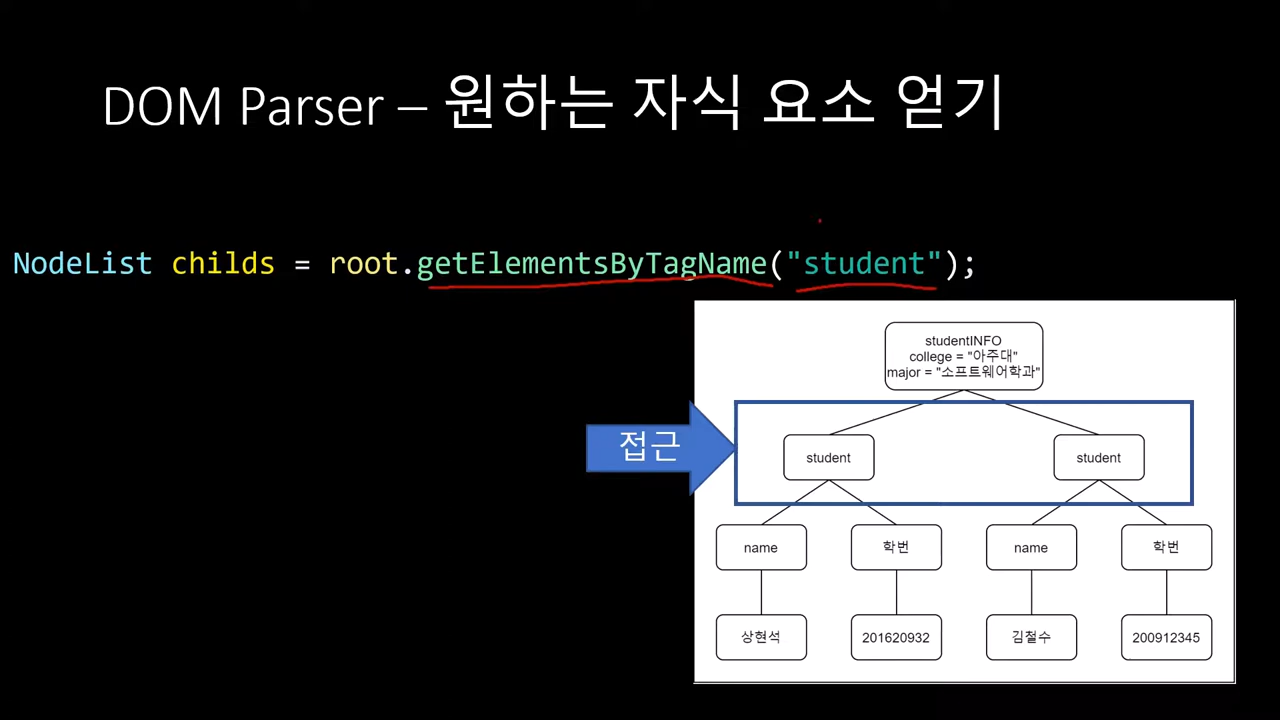 DOM Parser – 원하는 자식 요소 얻기
NodeList childs = root.getElementsByTagName("student");
studentINFO
college = "아주대"
major = "소프트웨어학과"
접근
student
student
name
학번
name
학번
상현석
201620932
김철수
200912345